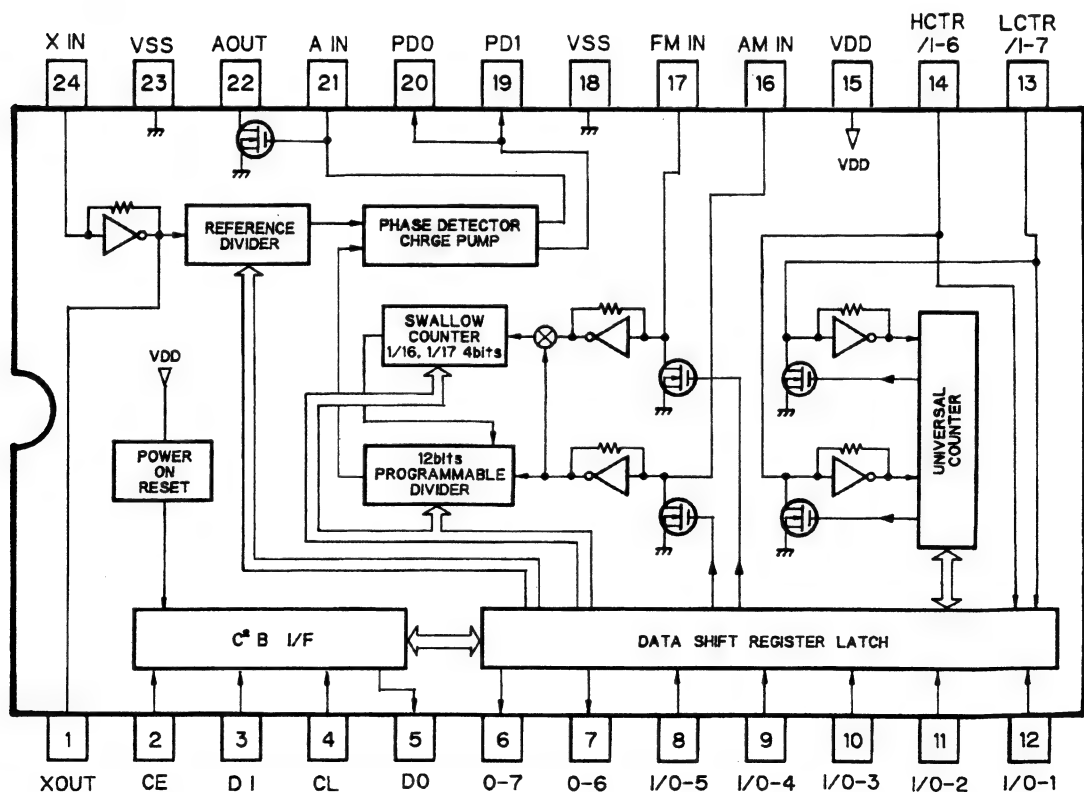 X IN VSS AOUT A IN PD0 PD1 VSS FM IN AM IN VDD HCTR /I-6 LCTR /I-7
24 23 22 21 20 19 18 17 16 15 14 13
VDD
REFERENCE
DIVIDER
PHASE DETECTOR
CHRGE PUMP
SWALLOW
COUNTER
1/16, 1/17 4bits
VDD
POWER
ON
RESET
12bits
PROGRAMMABLE
DIVIDER
UNIVERSAL
COUNTER
C²B I/F
DATA SHIFT REGISTER LATCH
1 2 3 4 5 6 7 8 9 10 11 12
XOUT CE DI CL DO O-7 O-6 I/O-5 I/O-4 I/O-3 I/O-2 I/O-1